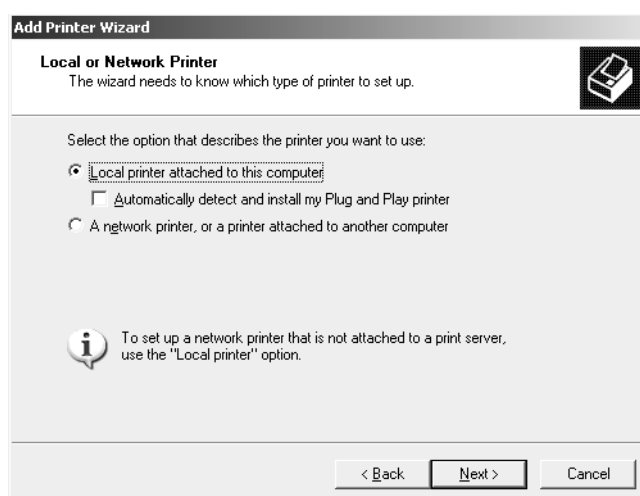 Add Printer Wizard
Local or Network Printer
The wizard needs to know which type of printer to set up.
Select the option that describes the printer you want to use:
Local printer attached to this computer
Automatically detect and install my Plug and Play printer
A network printer, or a printer attached to another computer
To set up a network printer that is not attached to a print server,
use the "Local printer" option.
< Back
Next >
Cancel